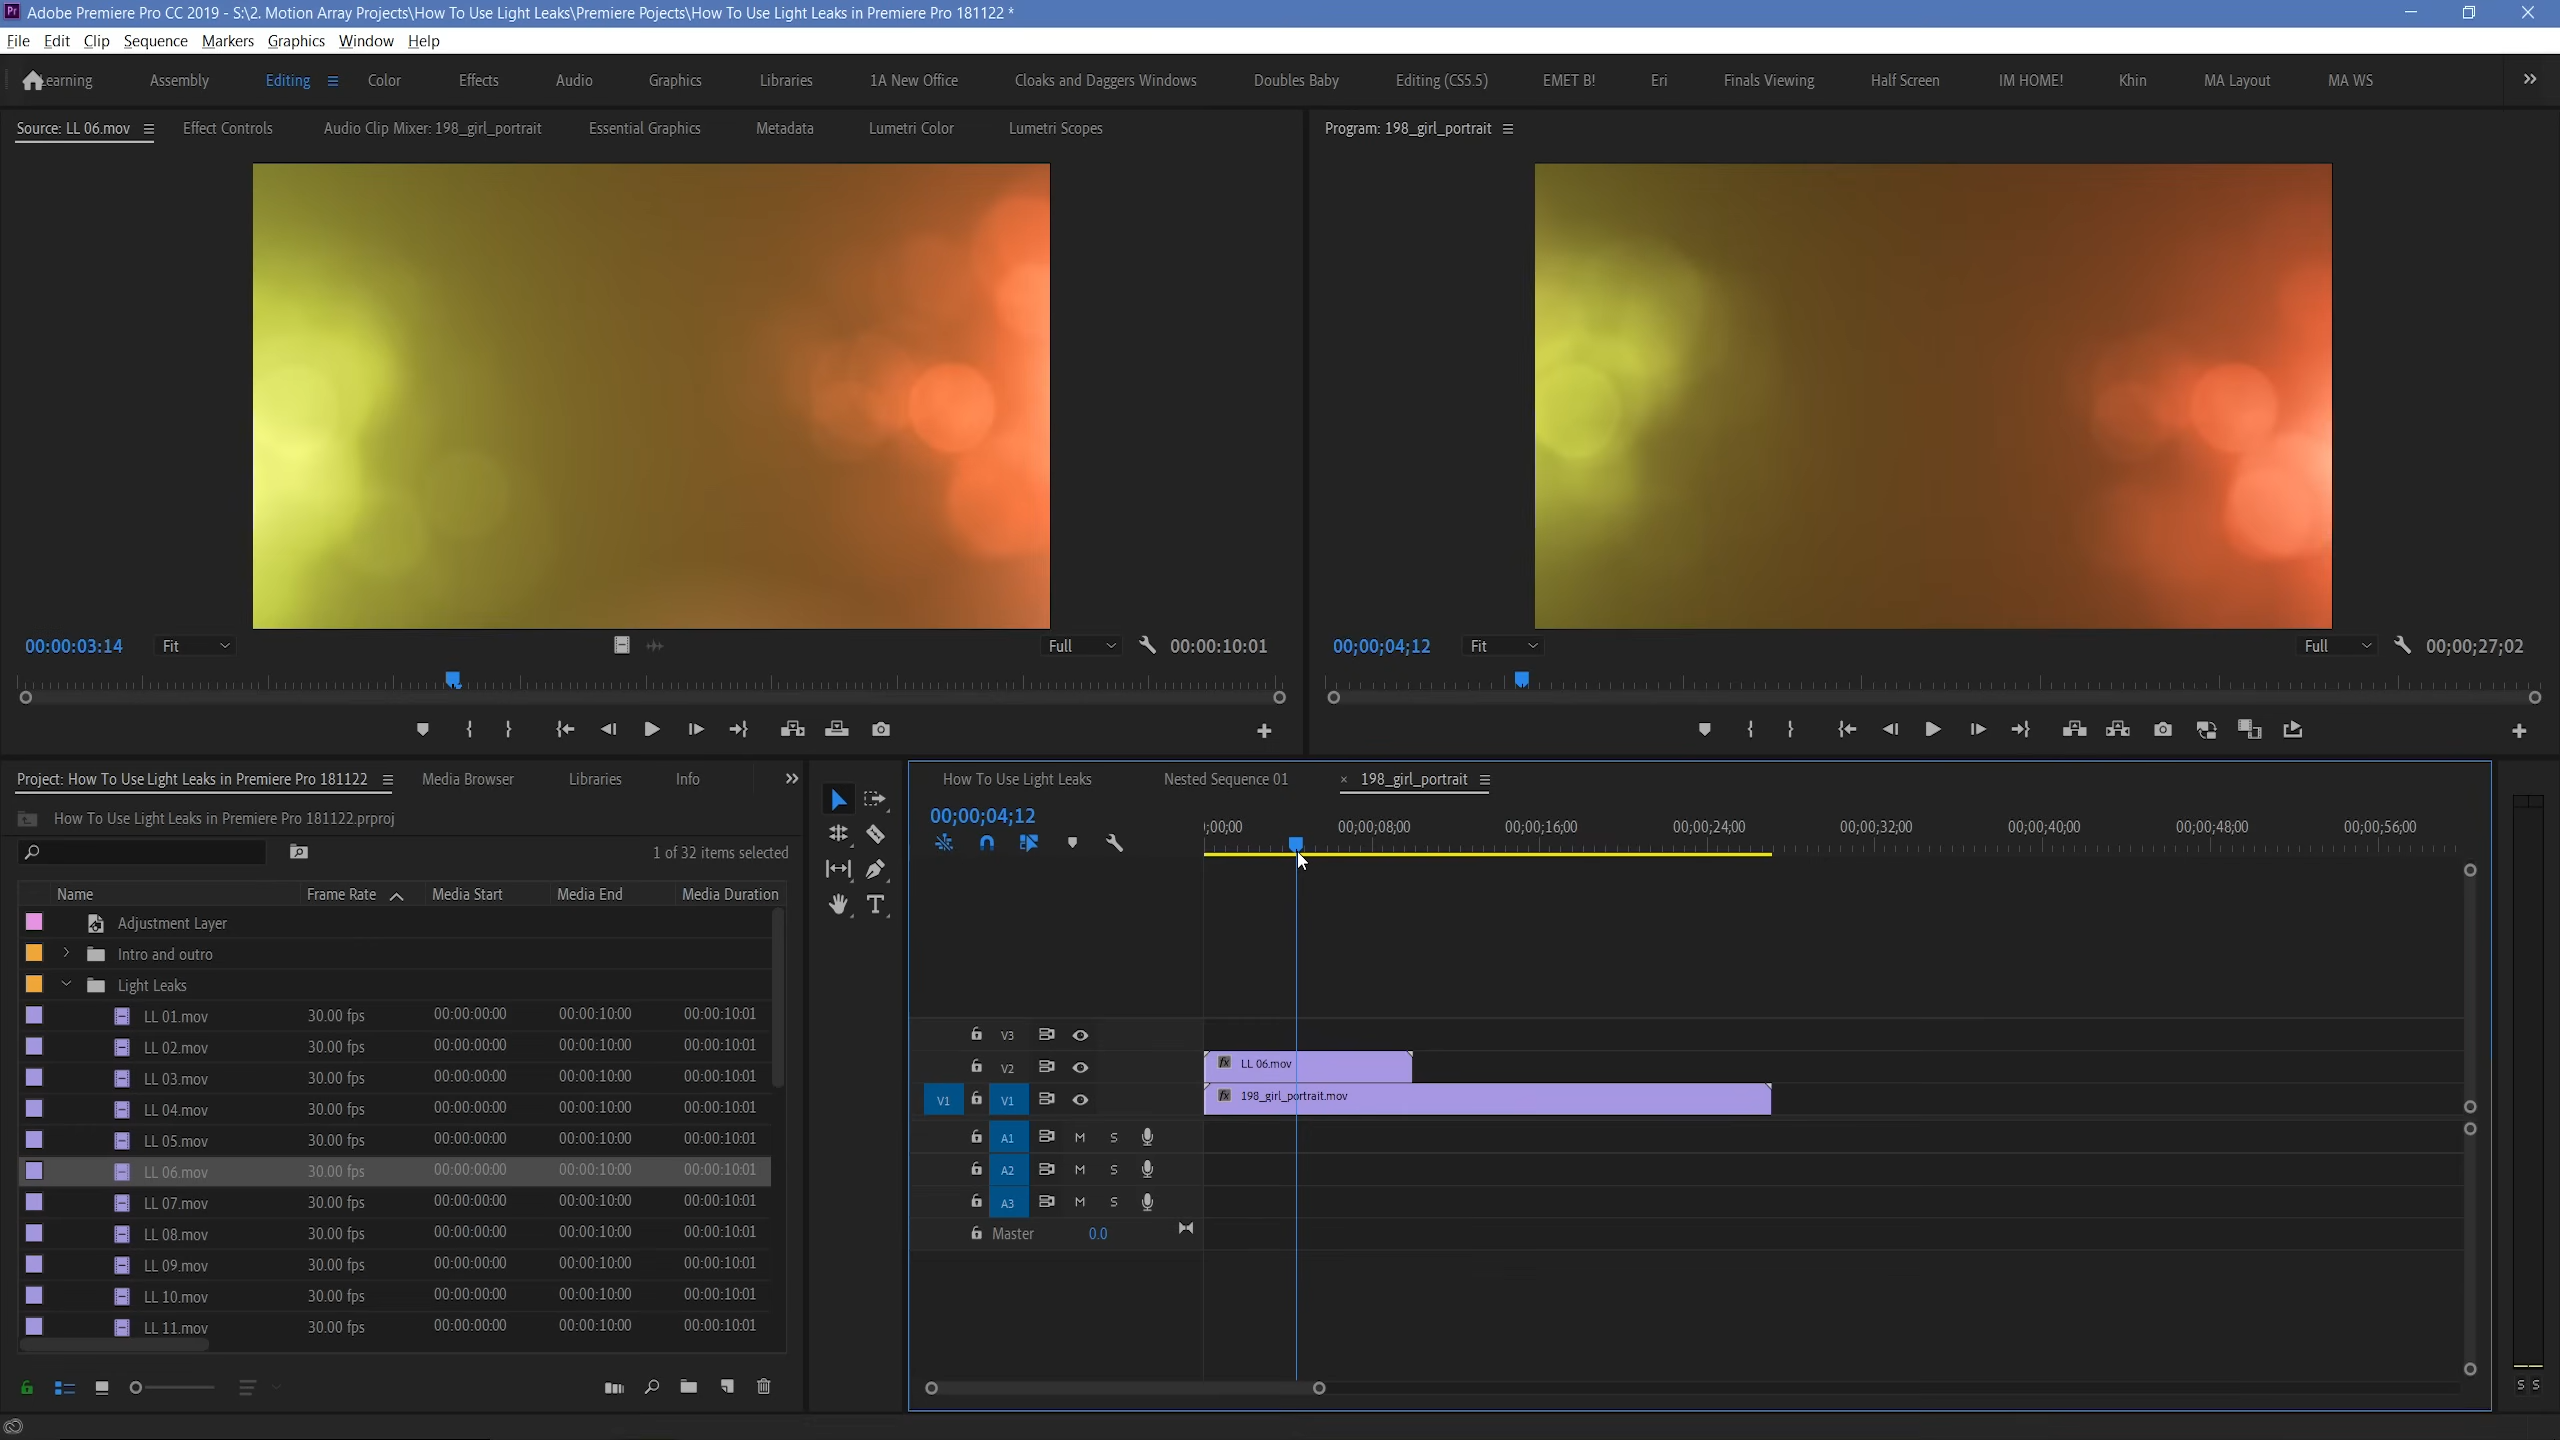 Adobe Premiere Pro CC 2019 - S:\2. Motion Array Projects\How To Use Light Leaks\Premiere Pojects\How To Use Light Leaks in Premiere Pro 181122 *
File Edit Clip Sequence Markers Graphics Window Help
earning Assembly Editing Color Effects Audio Graphics Libraries 1A New Office Cloaks and Daggers Windows Doubles Baby Editing (CS5.5) EMET B! Eri Finals Viewing Half Screen IM HOME! Khin MA Layout MA WS
Source: LL 06.mov Effect Controls Audio Clip Mixer: 198_girl_portrait Essential Graphics Metadata Lumetri Color Lumetri Scopes
Program: 198_girl_portrait
00:00:03:14 Fit Full 00:00:10:01
00;00;04;12 Fit Full 00;00;27;02
Project: How To Use Light Leaks in Premiere Pro 181122 Media Browser Libraries Info
How To Use Light Leaks in Premiere Pro 181122.prproj
1 of 32 items selected
Name Frame Rate Media Start Media End Media Duration
Adjustment Layer
Intro and outro
Light Leaks
LL 01.mov 30.00 fps 00:00:00:00 00:00:10:00 00:00:10:01
LL 02.mov 30.00 fps 00:00:00:00 00:00:10:00 00:00:10:01
LL 03.mov 30.00 fps 00:00:00:00 00:00:10:00 00:00:10:01
LL 04.mov 30.00 fps 00:00:00:00 00:00:10:00 00:00:10:01
LL 05.mov 30.00 fps 00:00:00:00 00:00:10:00 00:00:10:01
LL 06.mov 30.00 fps 00:00:00:00 00:00:10:00 00:00:10:01
LL 07.mov 30.00 fps 00:00:00:00 00:00:10:00 00:00:10:01
LL 08.mov 30.00 fps 00:00:00:00 00:00:10:00 00:00:10:01
LL 09.mov 30.00 fps 00:00:00:00 00:00:10:00 00:00:10:01
LL 10.mov 30.00 fps 00:00:00:00 00:00:10:00 00:00:10:01
LL 11.mov 30.00 fps 00:00:00:00 00:00:10:00 00:00:10:01
How To Use Light Leaks Nested Sequence 01 × 198_girl_portrait
00;00;04;12
;00;00 00;00;08;00 00;00;16;00 00;00;24;00 00;00;32;00 00;00;40;00 00;00;48;00 00;00;56;00
V3
V2 fx LL 06.mov
V1 V1 fx 198_girl_portrait.mov
A1 M S
A2 M S
A3 M S
Master 0.0
S S